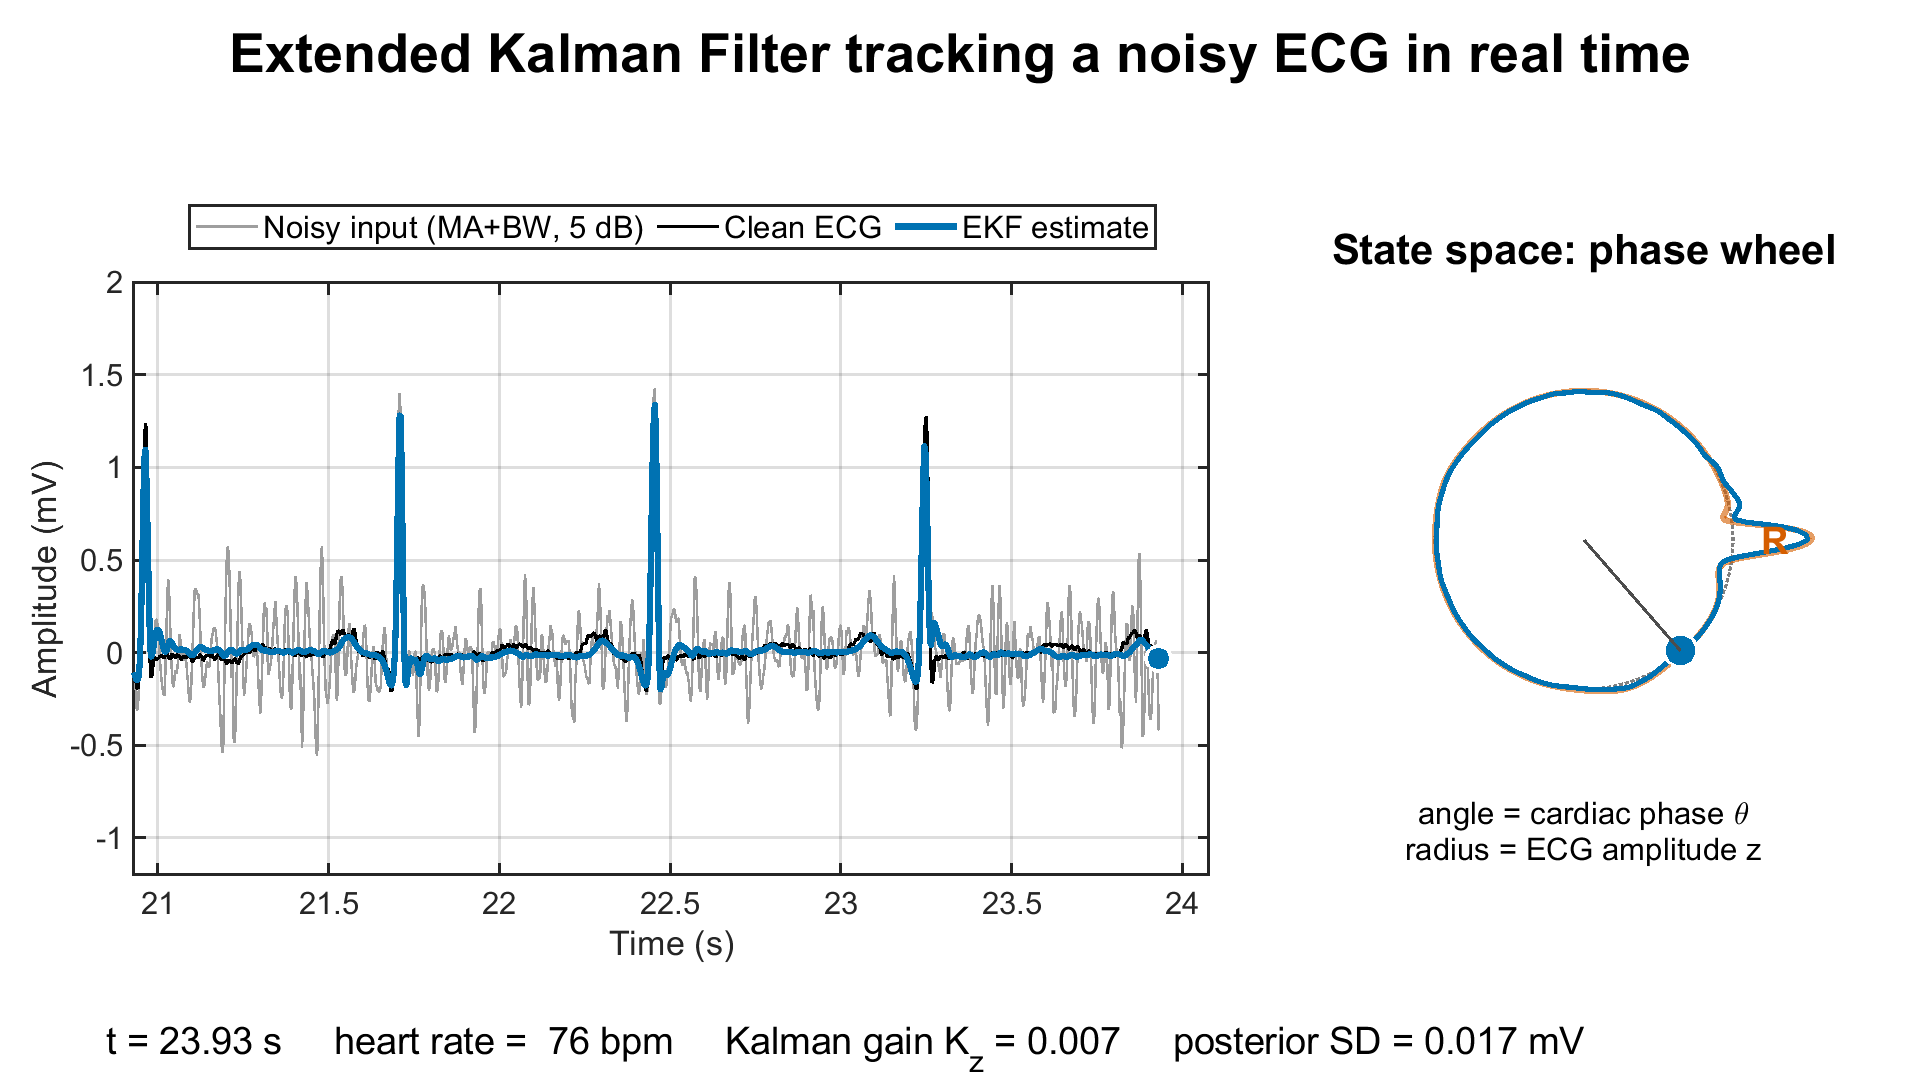 Extended Kalman Filter tracking a noisy ECG in real time
Noisy input (MA+BW, 5 dB) Clean ECG EKF estimate
State space: phase wheel
2
1.5
1
0.5
0
-0.5
-1
Amplitude (mV)
21 21.5 22 22.5 23 23.5 24
Time (s)
R
angle = cardiac phase θ
radius = ECG amplitude z
t = 23.93 s heart rate = 76 bpm Kalman gain K_z = 0.007 posterior SD = 0.017 mV